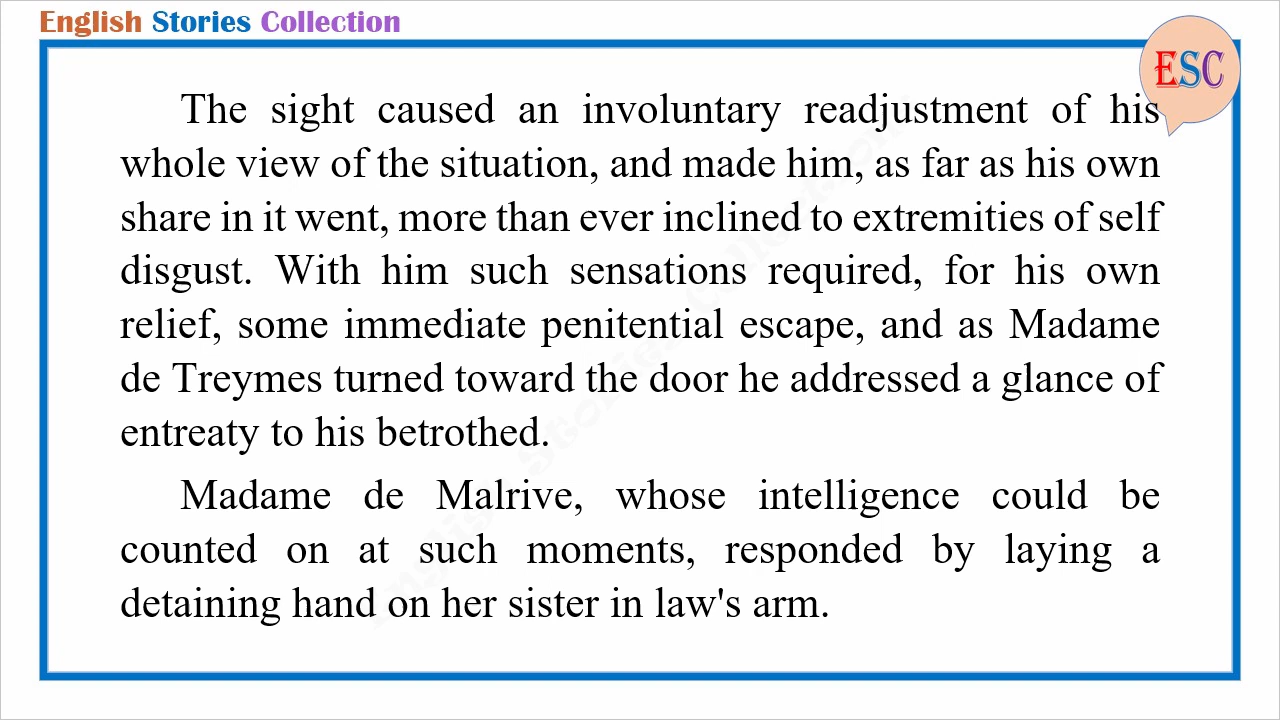 English Stories Collection
ESC
The sight caused an involuntary readjustment of his
whole view of the situation, and made him, as far as his own
share in it went, more than ever inclined to extremities of self
disgust. With him such sensations required, for his own
relief, some immediate penitential escape, and as Madame
de Treymes turned toward the door he addressed a glance of
entreaty to his betrothed.
Madame de Malrive, whose intelligence could be
counted on at such moments, responded by laying a
detaining hand on her sister in law's arm.
English Stories Collection